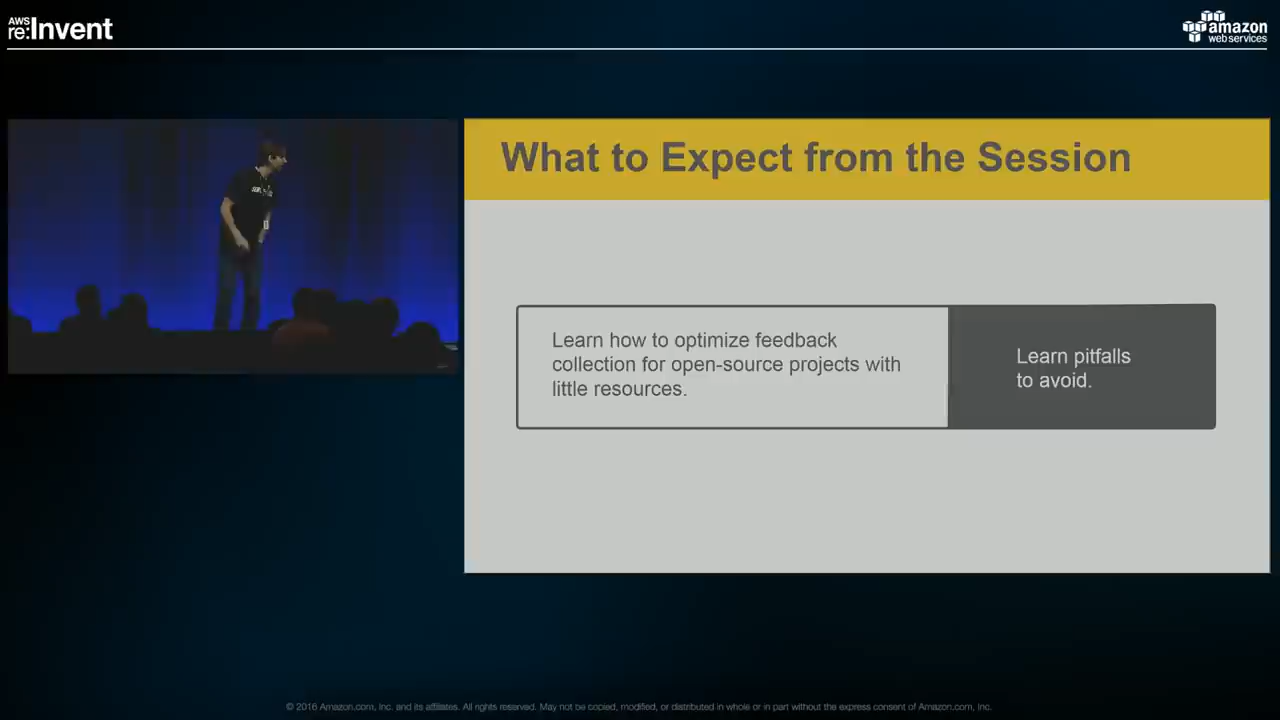 AWS
re:Invent
amazon
web services
What to Expect from the Session
Learn how to optimize feedback
collection for open-source projects with
little resources.
Learn pitfalls
to avoid.
© 2016 Amazon.com, Inc. and its affiliates. All rights reserved. May not be copied, modified, or distributed in whole or in part without the express consent of Amazon.com, Inc.